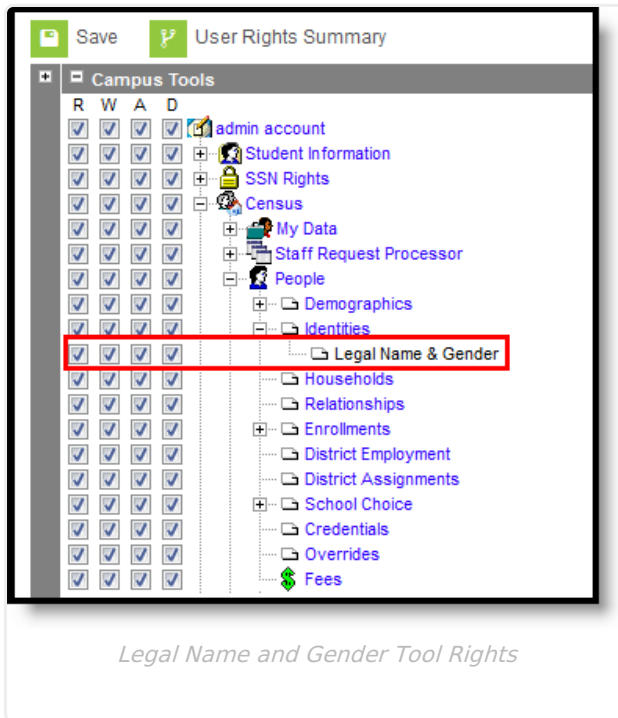 Save User Rights Summary
Campus Tools
R W A D
admin account
Student Information
SSN Rights
Census
My Data
Staff Request Processor
People
Demographics
Identities
Legal Name & Gender
Households
Relationships
Enrollments
District Employment
District Assignments
School Choice
Credentials
Overrides
Fees
Legal Name and Gender Tool Rights